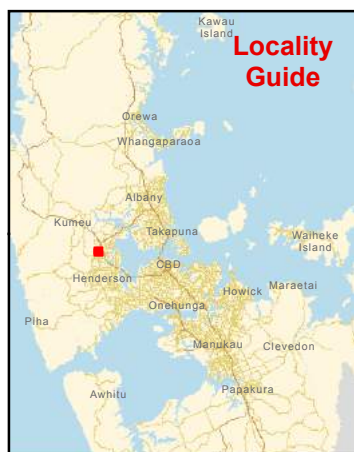 Kawau
Island
Locality
Guide
Orewa
Whangaparaoa
Albany
Kumeu
Takapuna
Waiheke
Island
CBD
Henderson
Howick
Maraetai
Onehunga
Piha
Manukau
Clevedon
Papakura
Awhitu